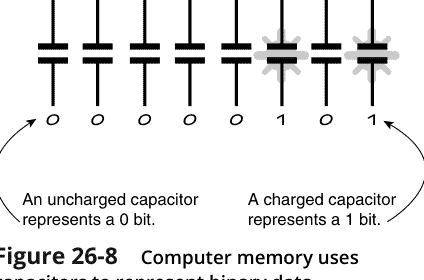 0 0 0 0 0 1 0 1
An uncharged capacitor
represents a 0 bit.
A charged capacitor
represents a 1 bit.
Figure 26-8 Computer memory uses
capacitors to represent binary data